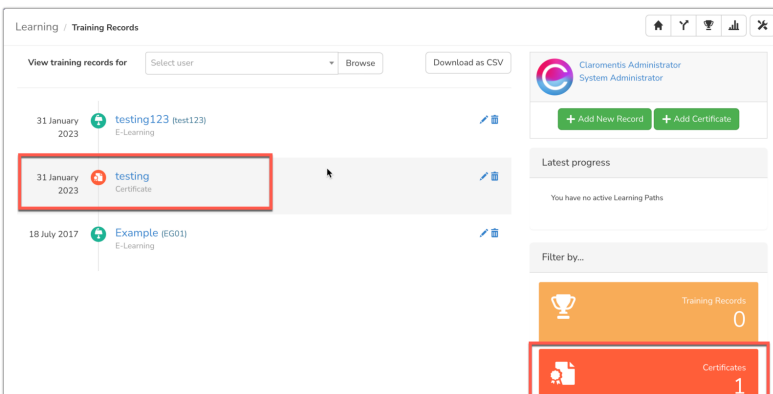 Learning / Training Records
View training records for
Select user
Browse
Download as CSV
Claromentis Administrator
System Administrator
+ Add New Record
+ Add Certificate
31 January
2023
testing123 (test123)
E-Learning
31 January
2023
testing
Certificate
18 July 2017
Example (EG01)
E-Learning
Latest progress
You have no active Learning Paths
Filter by...
Training Records
0
Certificates
1